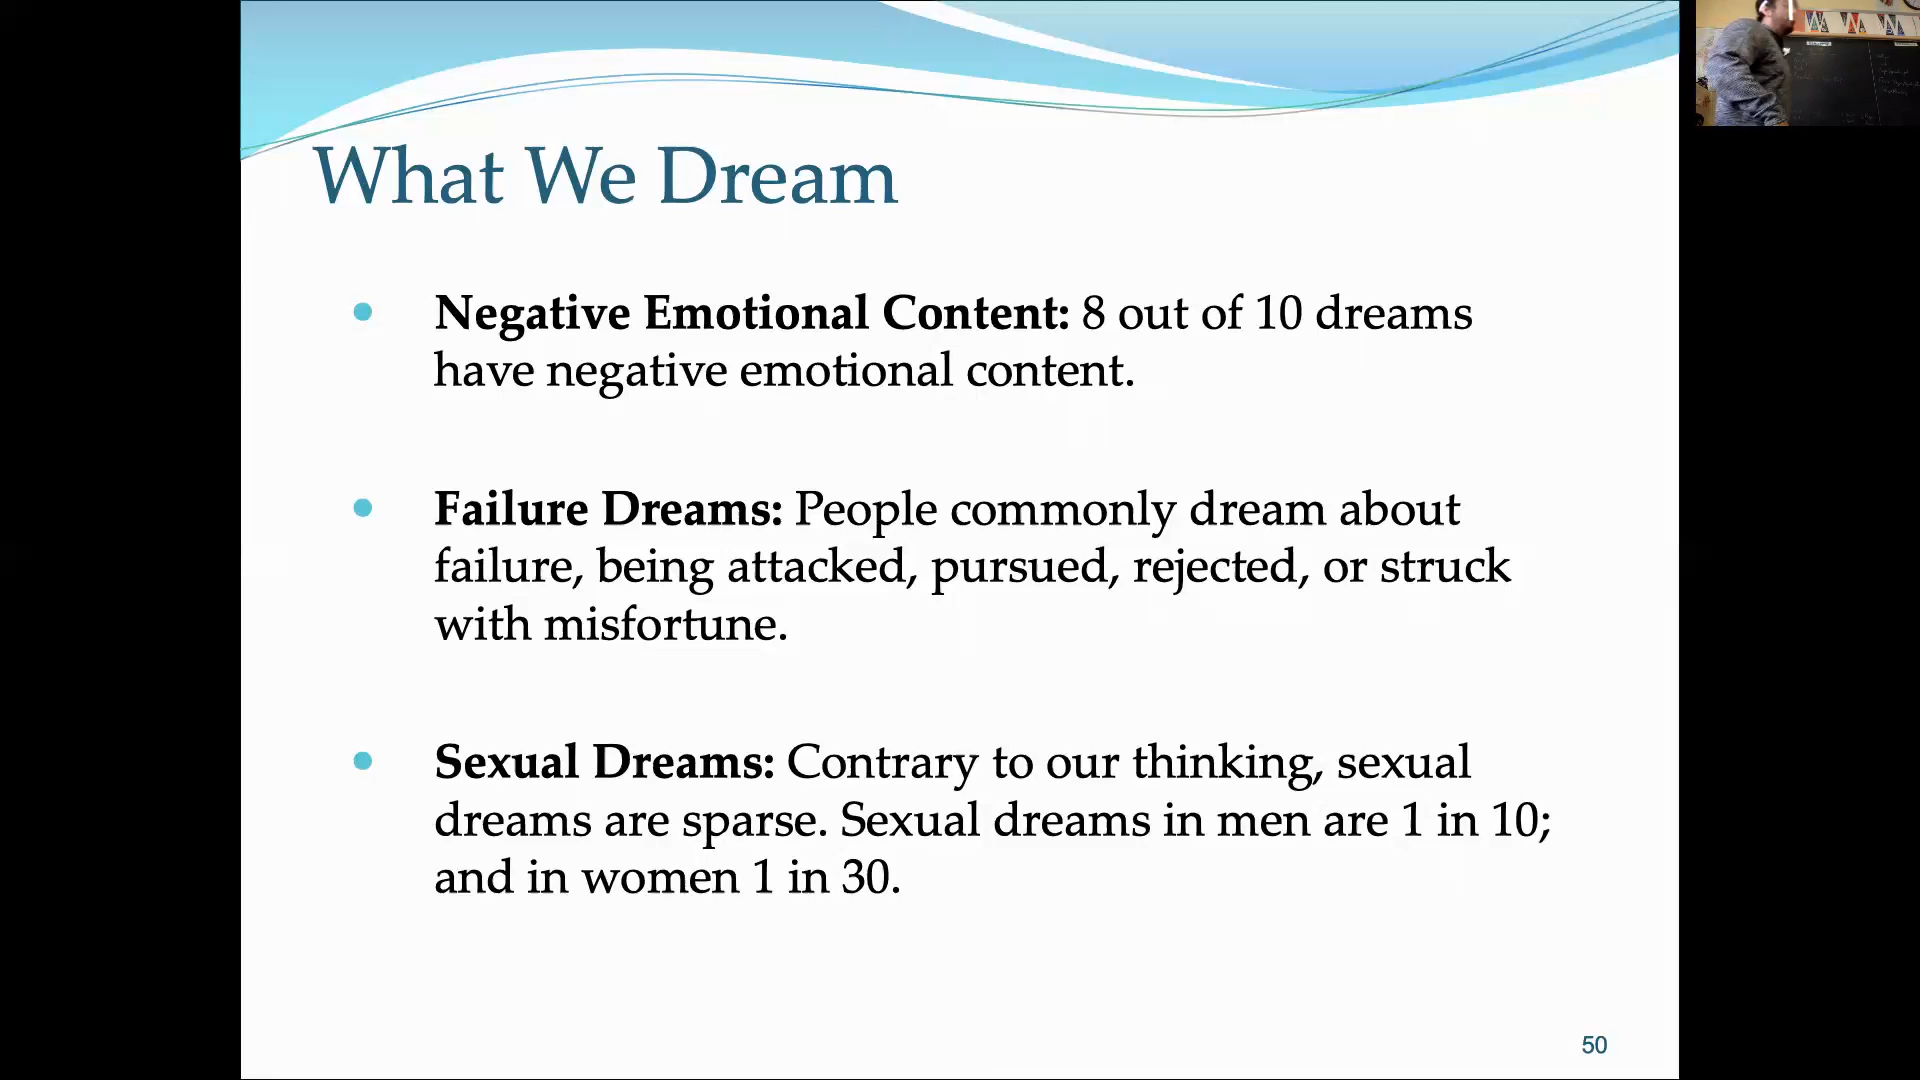 What We Dream
• Negative Emotional Content: 8 out of 10 dreams
have negative emotional content.
• Failure Dreams: People commonly dream about
failure, being attacked, pursued, rejected, or struck
with misfortune.
• Sexual Dreams: Contrary to our thinking, sexual
dreams are sparse. Sexual dreams in men are 1 in 10;
and in women 1 in 30.
50